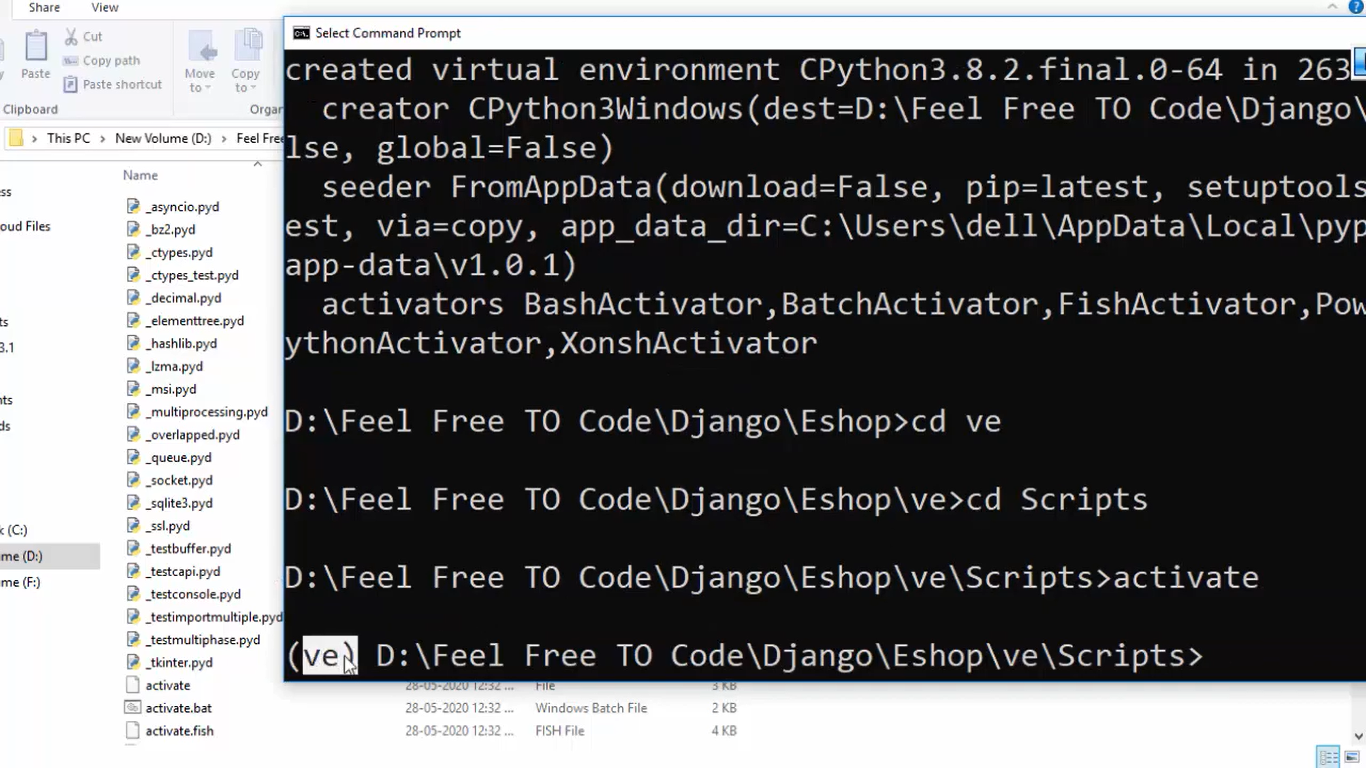 Share View
Select Command Prompt
Cut
Copy path
Paste shortcut
Paste
Move to
Copy to
Clipboard
Organ
This PC > New Volume (D:) > Feel Free
Name
ess
oud Files
ts
3.1
nts
ds
k (C:)
me (D:)
me (F:)
_asyncio.pyd
_bz2.pyd
_ctypes.pyd
_ctypes_test.pyd
_decimal.pyd
_elementtree.pyd
_hashlib.pyd
_lzma.pyd
_msi.pyd
_multiprocessing.pyd
_overlapped.pyd
_queue.pyd
_socket.pyd
_sqlite3.pyd
_ssl.pyd
_testbuffer.pyd
_testcapi.pyd
_testconsole.pyd
_testimportmultiple.pyd
_testmultiphase.pyd
_tkinter.pyd
activate 28-05-2020 12:32 ... File 3 KB
activate.bat 28-05-2020 12:32 ... Windows Batch File 2 KB
activate.fish 28-05-2020 12:32 ... FISH File 4 KB
created virtual environment CPython3.8.2.final.0-64 in 263
creator CPython3Windows(dest=D:\Feel Free TO Code\Django\
lse, global=False)
seeder FromAppData(download=False, pip=latest, setuptools
est, via=copy, app_data_dir=C:\Users\dell\AppData\Local\pyp
app-data\v1.0.1)
activators BashActivator,BatchActivator,FishActivator,Pow
ythonActivator,XonshActivator
D:\Feel Free TO Code\Django\Eshop>cd ve
D:\Feel Free TO Code\Django\Eshop\ve>cd Scripts
D:\Feel Free TO Code\Django\Eshop\ve\Scripts>activate
(ve) D:\Feel Free TO Code\Django\Eshop\ve\Scripts>